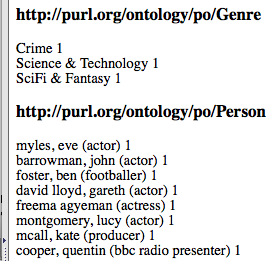 http://purl.org/ontology/po/Genre
Crime 1
Science & Technology 1
SciFi & Fantasy 1
http://purl.org/ontology/po/Person
myles, eve (actor) 1
barrowman, john (actor) 1
foster, ben (footballer) 1
david lloyd, gareth (actor) 1
freema agyeman (actress) 1
montgomery, lucy (actor) 1
mcall, kate (producer) 1
cooper, quentin (bbc radio presenter) 1